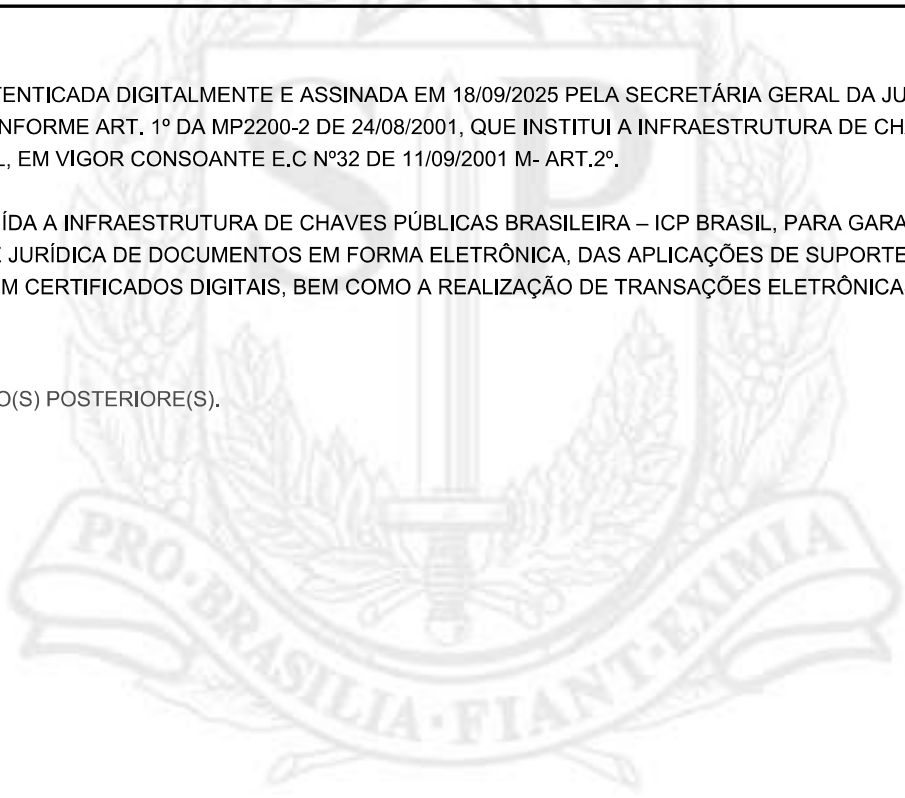 TENTICADA DIGITALMENTE E ASSINADA EM 18/09/2025 PELA SECRETÁRIA GERAL DA JU
NFORME ART. 1º DA MP2200-2 DE 24/08/2001, QUE INSTITUI A INFRAESTRUTURA DE CH
L, EM VIGOR CONSOANTE E.C Nº32 DE 11/09/2001 M- ART.2º.
ÍDA A INFRAESTRUTURA DE CHAVES PÚBLICAS BRASILEIRA – ICP BRASIL, PARA GARA
E JURÍDICA DE DOCUMENTOS EM FORMA ELETRÔNICA, DAS APLICAÇÕES DE SUPORTE
M CERTIFICADOS DIGITAIS, BEM COMO A REALIZAÇÃO DE TRANSAÇÕES ELETRÔNICA
O(S) POSTERIORE(S).
SP
PRO·BRASILIA·FIANT·EXIMIA